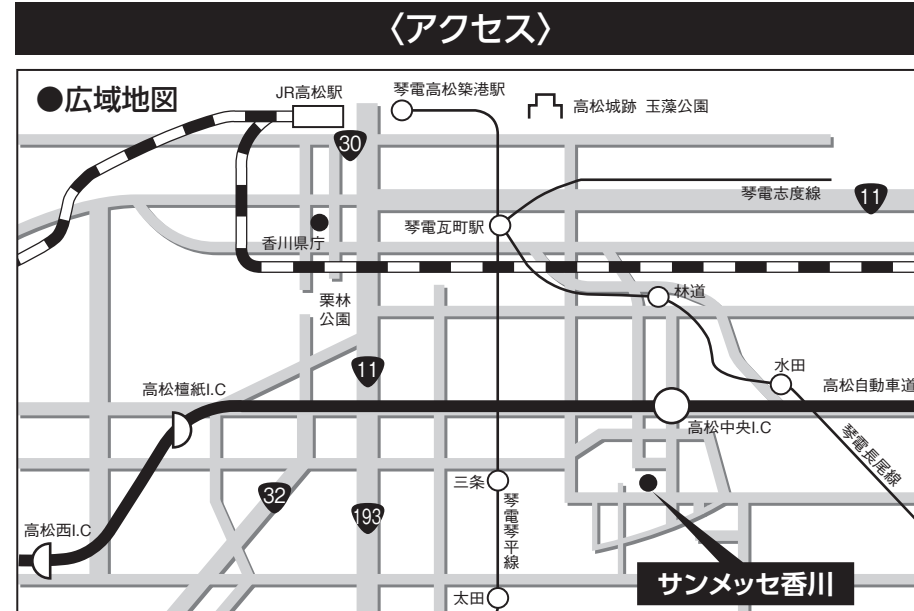 〈アクセス〉
●広域地図
JR高松駅
琴電高松築港駅
高松城跡 玉藻公園
30
琴電志度線
11
琴電瓦町駅
香川県庁
栗林
公園
林道
11
水田
高松檀紙I.C
高松自動車道
高松中央I.C
琴電長尾線
三条
32
193
琴電琴平線
高松西I.C
サンメッセ香川
太田